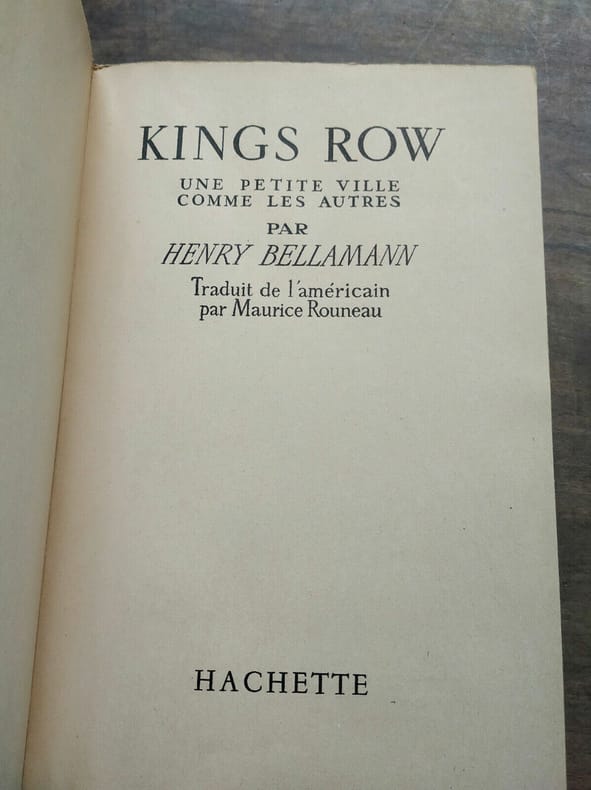 KINGS ROW
UNE PETITE VILLE
COMME LES AUTRES
PAR
HENRY BELLAMANN
Traduit de l'américain
par Maurice Rouneau
HACHETTE